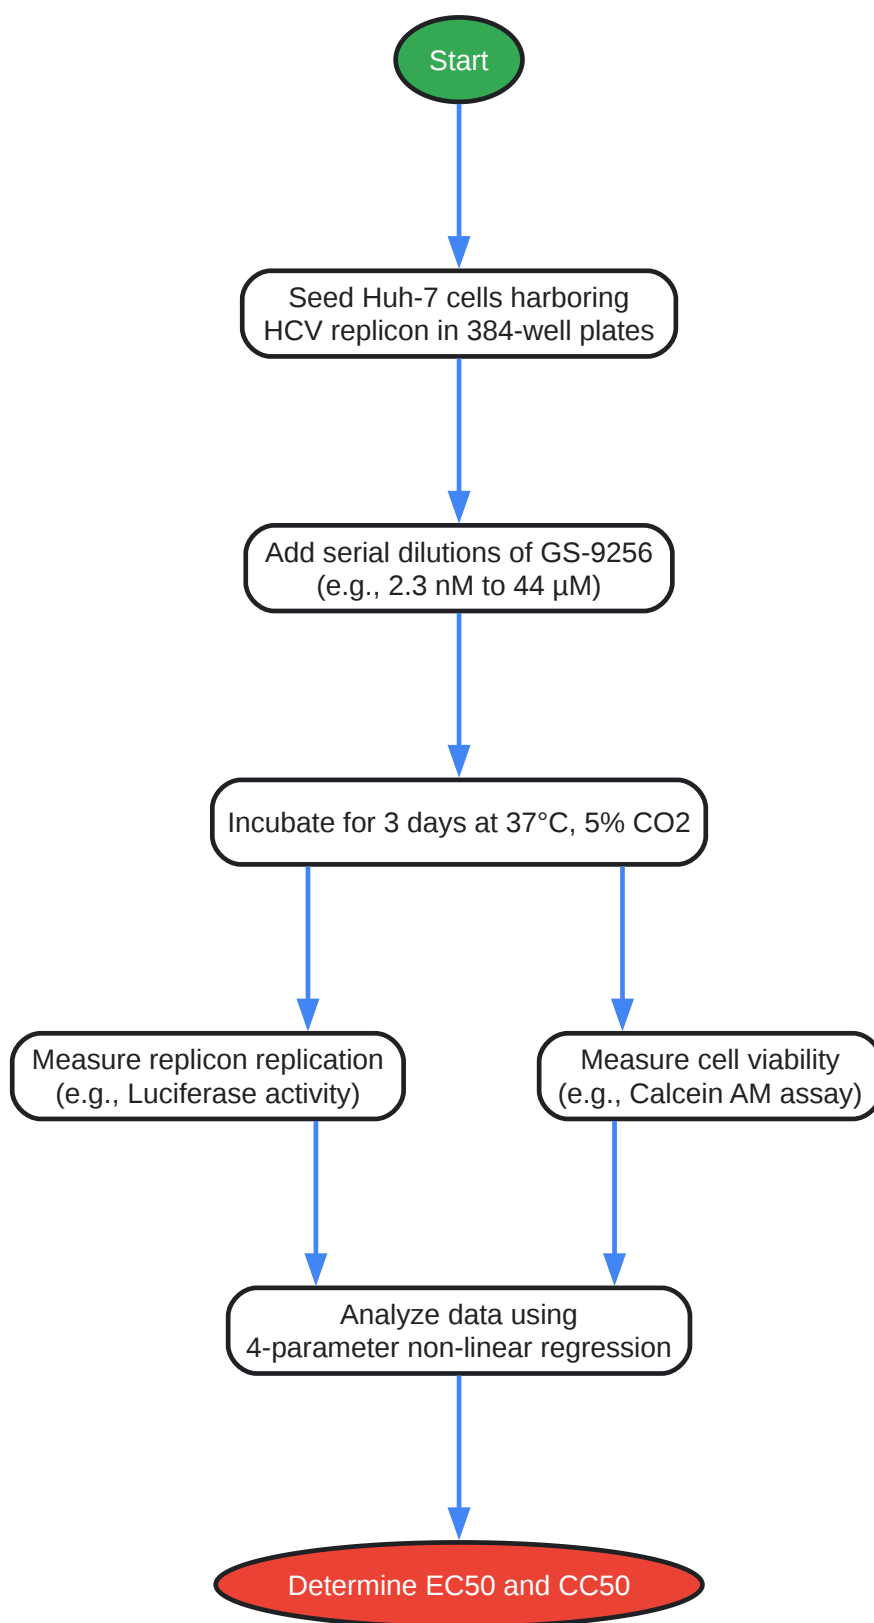 Start
Seed Huh-7 cells harboring
HCV replicon in 384-well plates
Add serial dilutions of GS-9256
(e.g., 2.3 nM to 44 µM)
Incubate for 3 days at 37°C, 5% CO2
Measure replicon replication
(e.g., Luciferase activity)
Measure cell viability
(e.g., Calcein AM assay)
Analyze data using
4-parameter non-linear regression
Determine EC50 and CC50